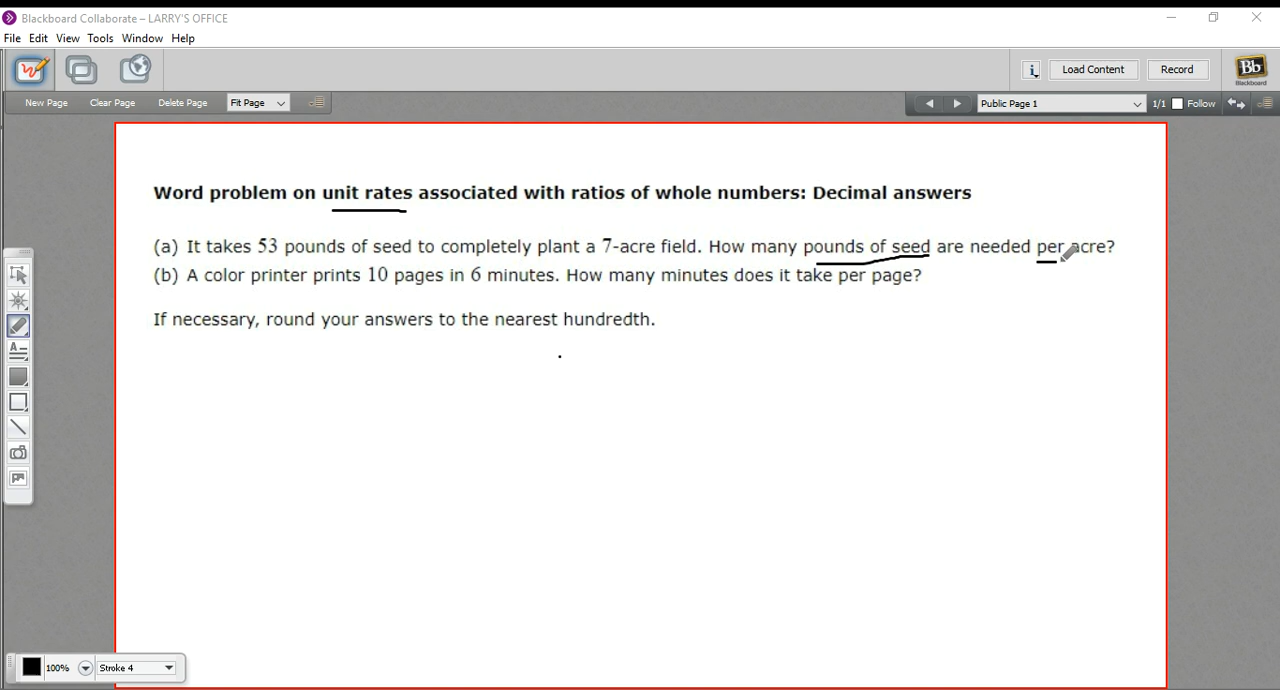 Blackboard Collaborate – LARRY'S OFFICE
File Edit View Tools Window Help
i Load Content Record Bb
Blackboard
New Page Clear Page Delete Page Fit Page Public Page 1 1/1 Follow
Word problem on unit rates associated with ratios of whole numbers: Decimal answers
(a) It takes 53 pounds of seed to completely plant a 7-acre field. How many pounds of seed are needed per acre?
(b) A color printer prints 10 pages in 6 minutes. How many minutes does it take per page?
If necessary, round your answers to the nearest hundredth.
A
100% Stroke 4